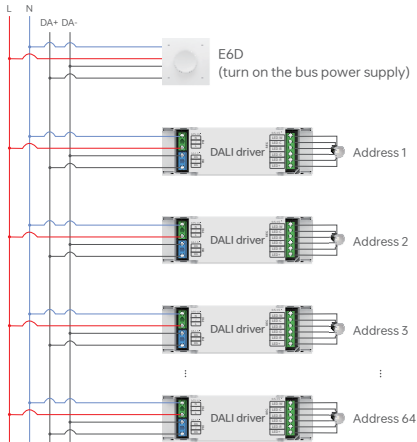 L N
DA+ DA-
E6D
(turn on the bus power supply)
DALI driver
Address 1
DALI driver
Address 2
DALI driver
Address 3
⋮ ⋮
DALI driver
Address 64